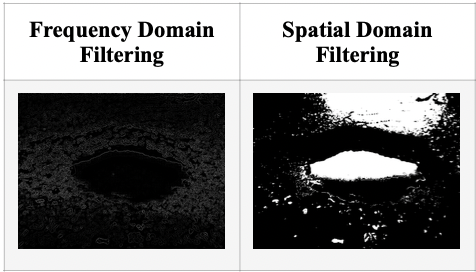 Frequency Domain
Filtering
Spatial Domain
Filtering